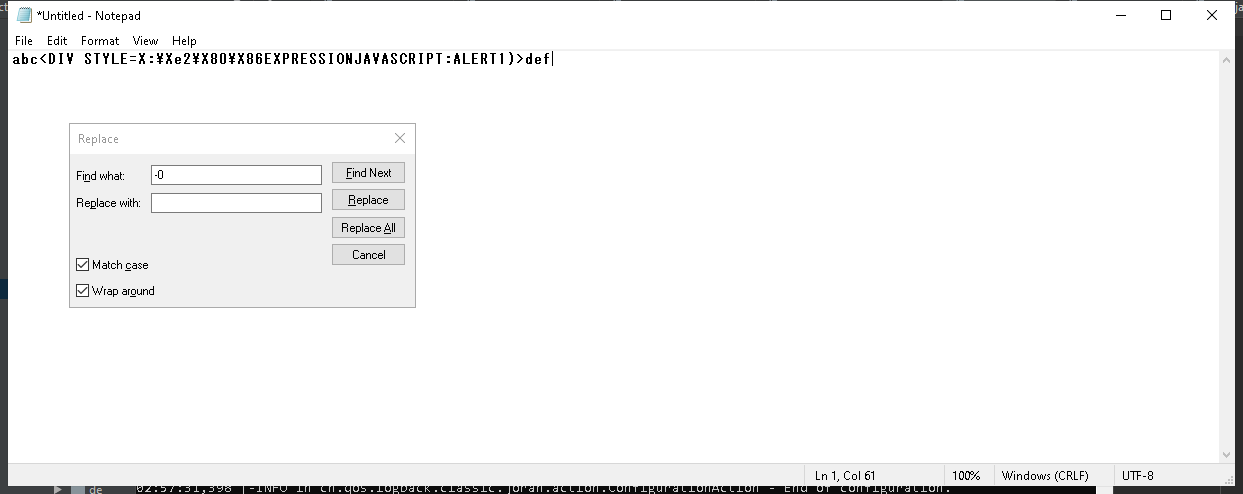 *Untitled - Notepad
File Edit Format View Help
abc<DIV STYLE=X:¥Xe2¥X80¥X86EXPRESSIONJAVASCRIPT:ALERT1)>def
Replace
Find what:
-0
Find Next
Replace with:
Replace
Replace All
Cancel
Match case
Wrap around
Ln 1, Col 61
100%
Windows (CRLF)
UTF-8
de
02:57:31,398 |-INFO in ch.qos.logback.classic.joran.action.ConfigurationAction - End of configuration.